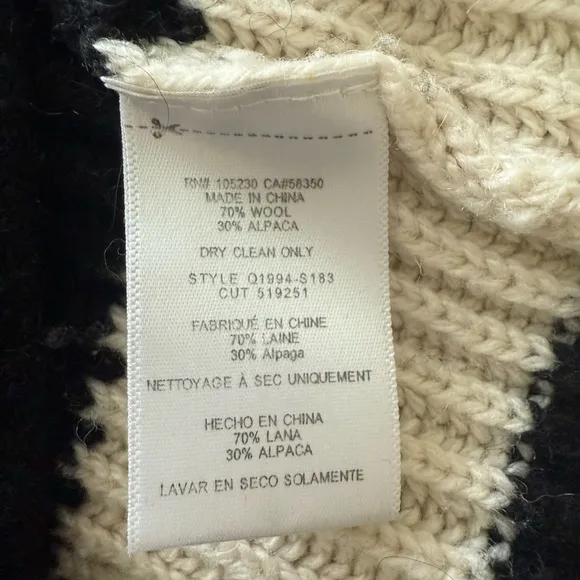 RN# 105230 CA#58350
MADE IN CHINA
70% WOOL
30% ALPACA
DRY CLEAN ONLY
STYLE Q1994-S183
CUT 519251
FABRIQUÉ EN CHINE
70% LAINE
30% Alpaga
NETTOYAGE À SEC UNIQUEMENT
HECHO EN CHINA
70% LANA
30% ALPACA
LAVAR EN SECO SOLAMENTE